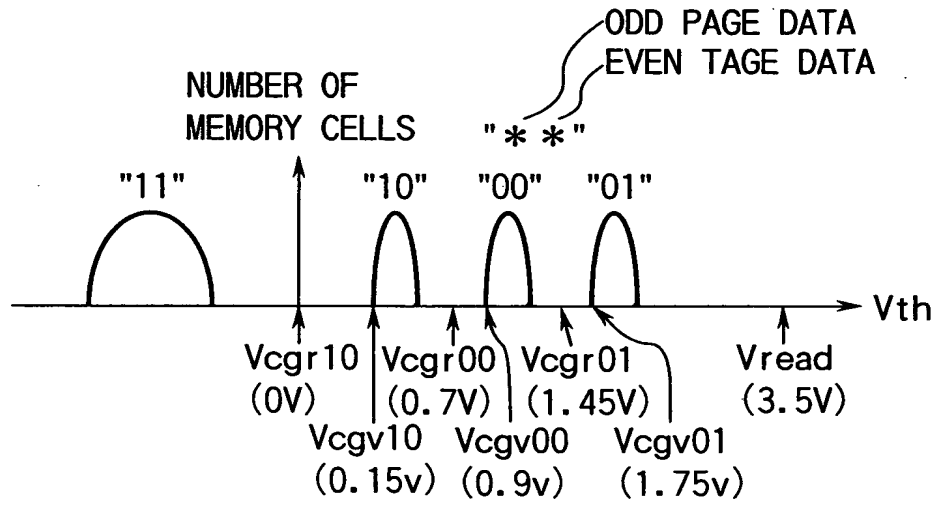 ODD PAGE DATA
EVEN TAGE DATA
NUMBER OF
MEMORY CELLS
"* *"
"11"
"10"
"00"
"01"
Vth
Vcgr10
(0V)
Vcgr00
(0.7V)
Vcgr01
(1.45V)
Vread
(3.5V)
Vcgv10
(0.15v)
Vcgv00
(0.9v)
Vcgv01
(1.75v)